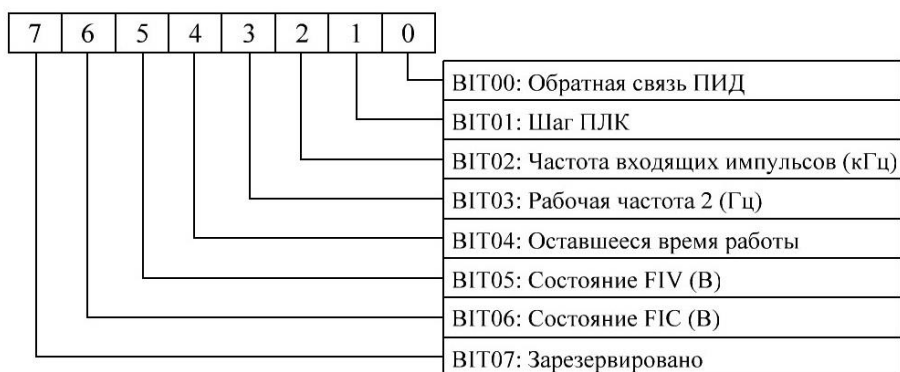 7 6 5 4 3 2 1 0
BIT00: Обратная связь ПИД
BIT01: Шаг ПЛК
BIT02: Частота входящих импульсов (кГц)
BIT03: Рабочая частота 2 (Гц)
BIT04: Оставшееся время работы
BIT05: Состояние FIV (В)
BIT06: Состояние FIC (В)
BIT07: Зарезервировано